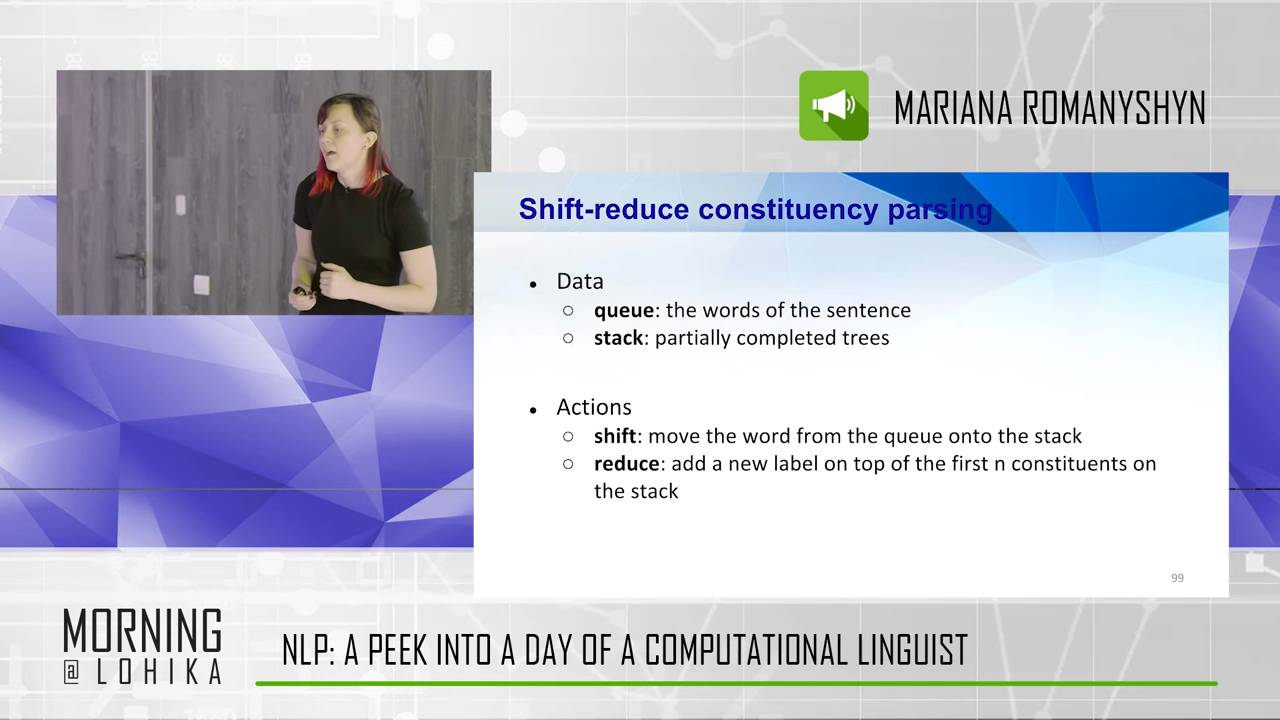 MARIANA ROMANYSHYN
Shift-reduce constituency parsing
● Data
○ queue: the words of the sentence
○ stack: partially completed trees
● Actions
○ shift: move the word from the queue onto the stack
○ reduce: add a new label on top of the first n constituents on
the stack
99
MORNING
@ LOHIKA
NLP: A PEEK INTO A DAY OF A COMPUTATIONAL LINGUIST